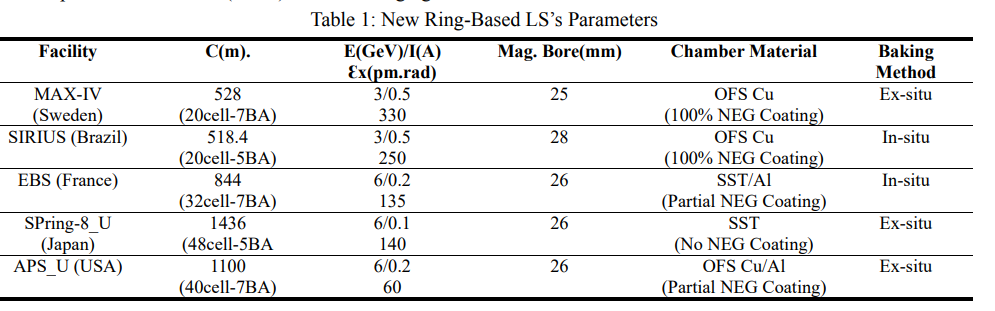 Table 1: New Ring-Based LS’s Parameters
Facility C(m). E(GeV)/I(A) Mag. Bore(mm) Chamber Material Baking
Ɛx(pm.rad) Method
MAX-IV 528 3/0.5 25 OFS Cu Ex-situ
(Sweden) (20cell-7BA) 330 (100% NEG Coating)
SIRIUS (Brazil) 518.4 3/0.5 28 OFS Cu In-situ
(20cell-5BA) 250 (100% NEG Coating)
EBS (France) 844 6/0.2 26 SST/Al In-situ
(32cell-7BA) 135 (Partial NEG Coating)
SPring-8_U 1436 6/0.1 26 SST Ex-situ
(Japan) (48cell-5BA 140 (No NEG Coating)
APS_U (USA) 1100 6/0.2 26 OFS Cu/Al Ex-situ
(40cell-7BA) 60 (Partial NEG Coating)